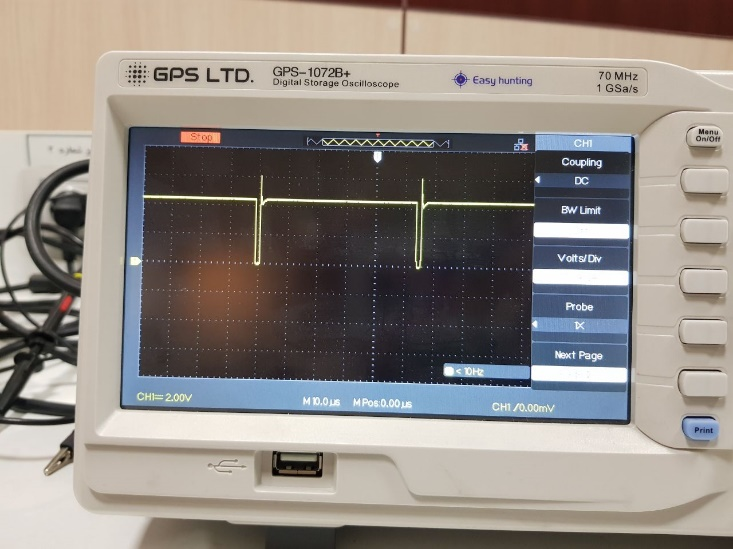 GPS LTD.
GPS-1072B+
Digital Storage Oscilloscope
Easy hunting
70 MHz
1 GSa/s
Menu
On/Off
Stop
CH1
Coupling
DC
BW Limit
Volts/Div
Probe
1X
Next Page
< 10Hz
CH1= 2.00V
M 10.0 µs
M Pos:0.00 µs
CH1 /0.00mV
Print